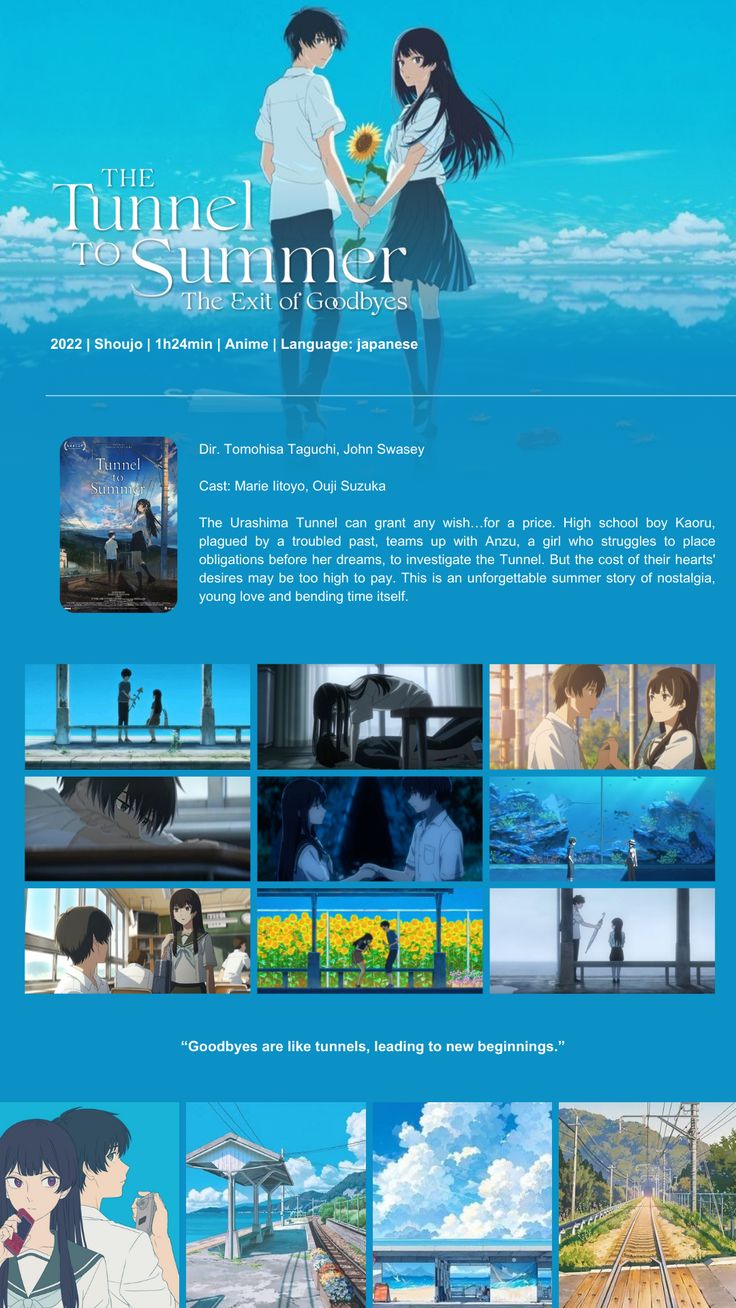 THE
Tunnel
TO Summer
The Exit of Goodbyes
2022 | Shoujo | 1h24min | Anime | Language: japanese
Tunnel
to
Summer
Dir. Tomohisa Taguchi, John Swasey
Cast: Marie Iitoyo, Ouji Suzuka
The Urashima Tunnel can grant any wish…for a price. High school boy Kaoru,
plagued by a troubled past, teams up with Anzu, a girl who struggles to place
obligations before her dreams, to investigate the Tunnel. But the cost of their hearts'
desires may be too high to pay. This is an unforgettable summer story of nostalgia,
young love and bending time itself.
“Goodbyes are like tunnels, leading to new beginnings.”